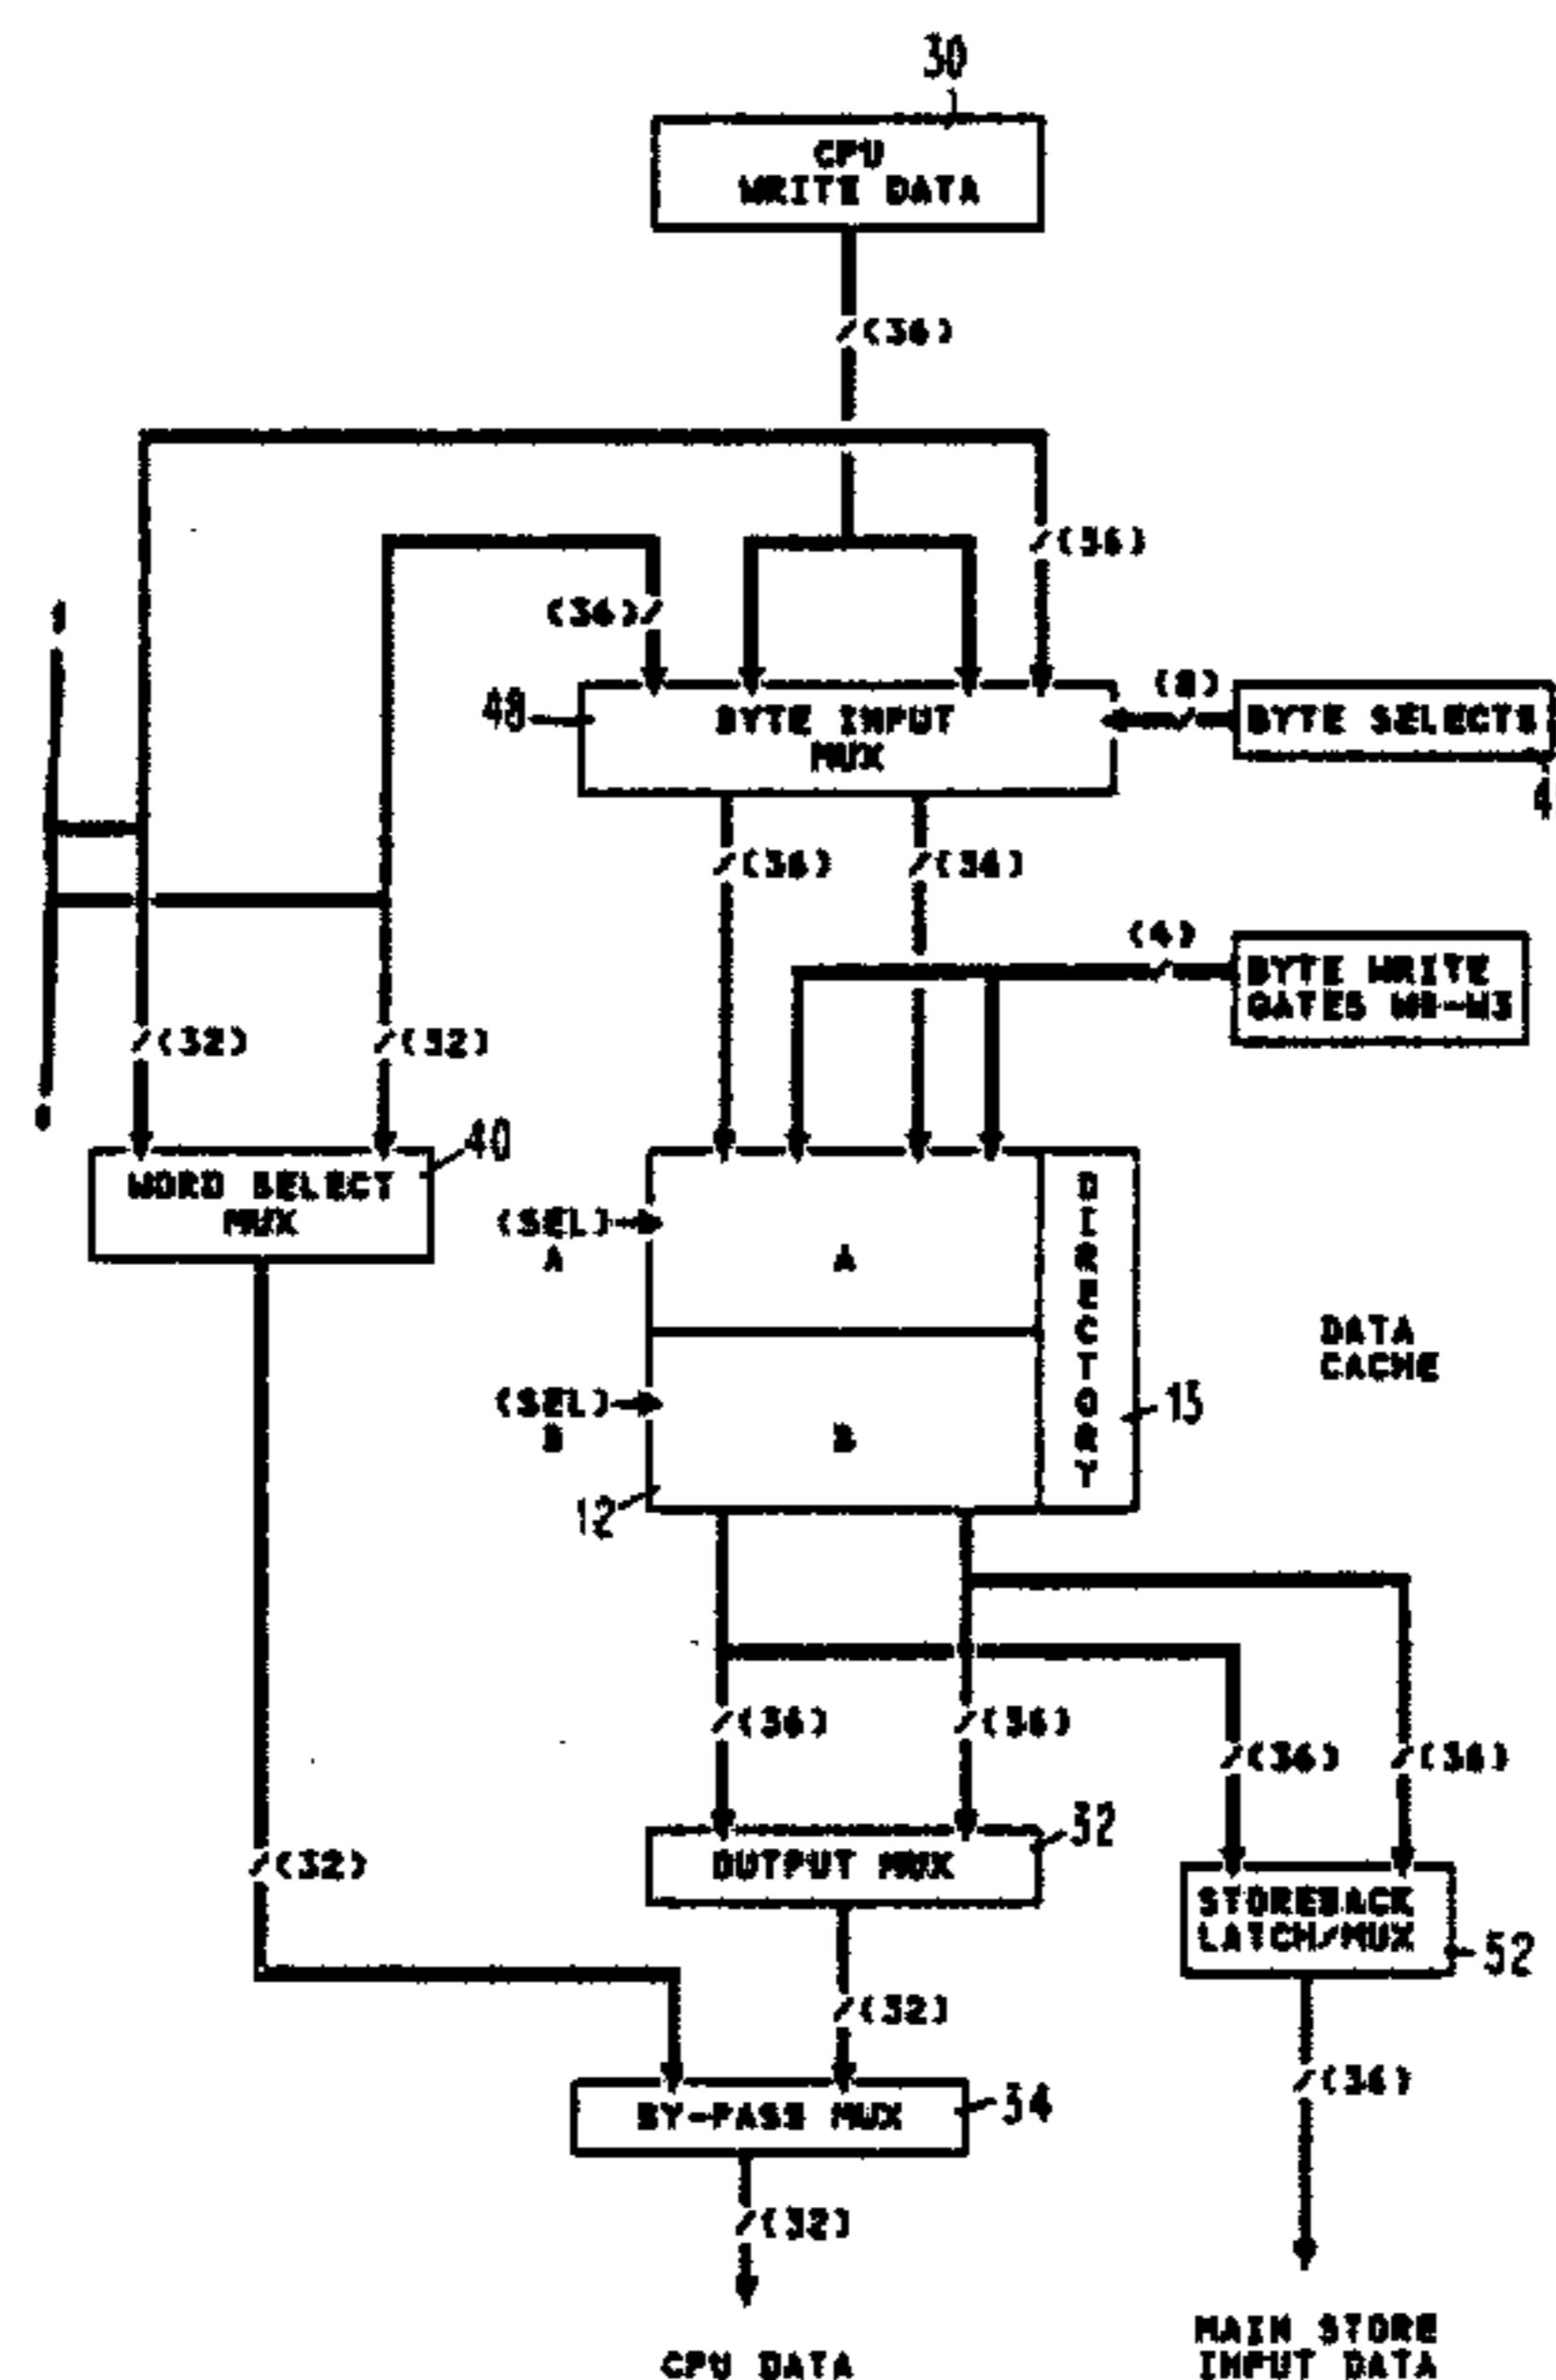 30
CPU
WRITE DATA
(36)
(36)
(36)
48
BYTE INPUT
MUX
(8)
BYTE SELECTS
(36)
(36)
(4)
BYTE WRITE
GATES W0-W3
(32)
(32)
40
WORD SELECT
MUX
(SEL)
A
A
DIRECTORY
DATA
CACHE
(SEL)
B
B
15
12
(36)
(36)
(36)
(36)
32
OUTPUT MUX
(32)
STOREBACK
LATCH/MUX
52
(32)
(36)
BY-PASS MUX
34
(32)
MAIN STORE
INPUT DATA
CPU DATA